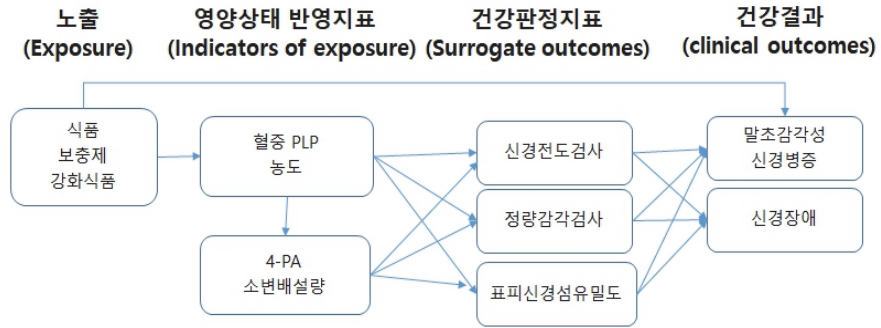 노출
(Exposure)
영양상태 반영지표
(Indicators of exposure)
건강판정지표
(Surrogate outcomes)
건강결과
(clinical outcomes)
식품
보충제
강화식품
혈중 PLP
농도
4-PA
소변배설량
신경전도검사
정량감각검사
표피신경섬유밀도
말초감각성
신경병증
신경장애